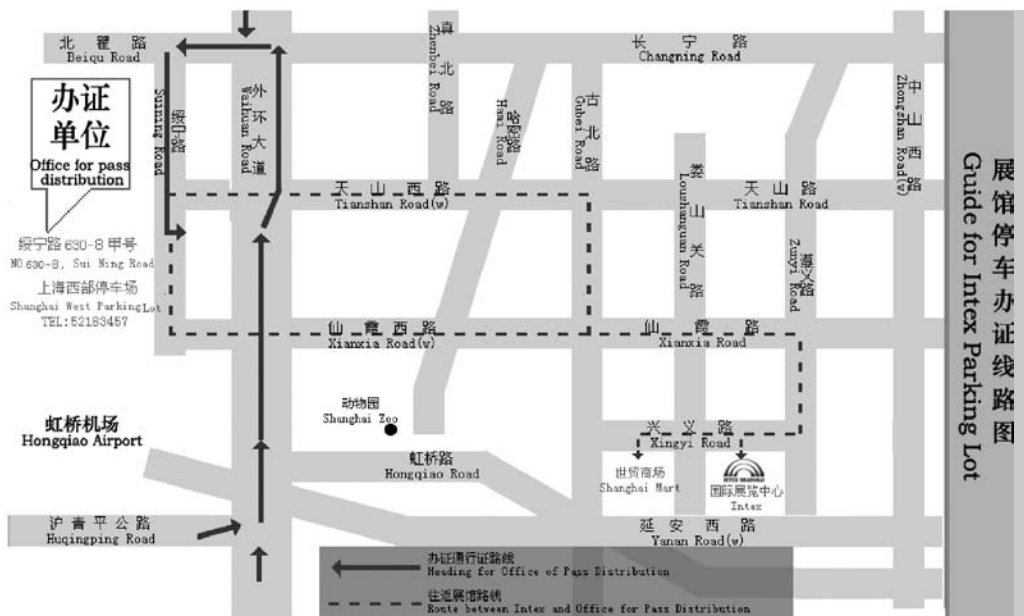 北翟路
Beiqu Road
真北路
Zhenbei Road
长宁路
Changning Road
办证
单位
Office for pass
distribution
绥宁路
Suining Road
外环大道
Waihuan Road
哈密路
Hami Road
古北路
Gubei Road
娄山关路
Loushanguan Road
中山西路
Zhongshan Road(w)
天山西路
Tianshan Road(w)
天山路
Tianshan Road
遵义路
Zunyi Road
绥宁路630-8甲号
NO.630-8, Sui Ning Road
上海西部停车场
Shanghai West ParkingLot
TEL:52183457
仙霞西路
Xianxia Road(w)
仙霞路
Xianxia Road
虹桥机场
Hongqiao Airport
动物园
Shanghai Zoo
兴义路
Xingyi Road
虹桥路
Hongqiao Road
世贸商场
Shanghai Mart
国际展览中心
Intex
沪青平公路
Huqingping Road
延安西路
Yanan Road(w)
办证通行证路线
Heading for Office of Pass Distribution
往返展馆路线
Route between Intex and Office for Pass Distribution
展馆停车办证线路图
Guide for Intex Parking Lot